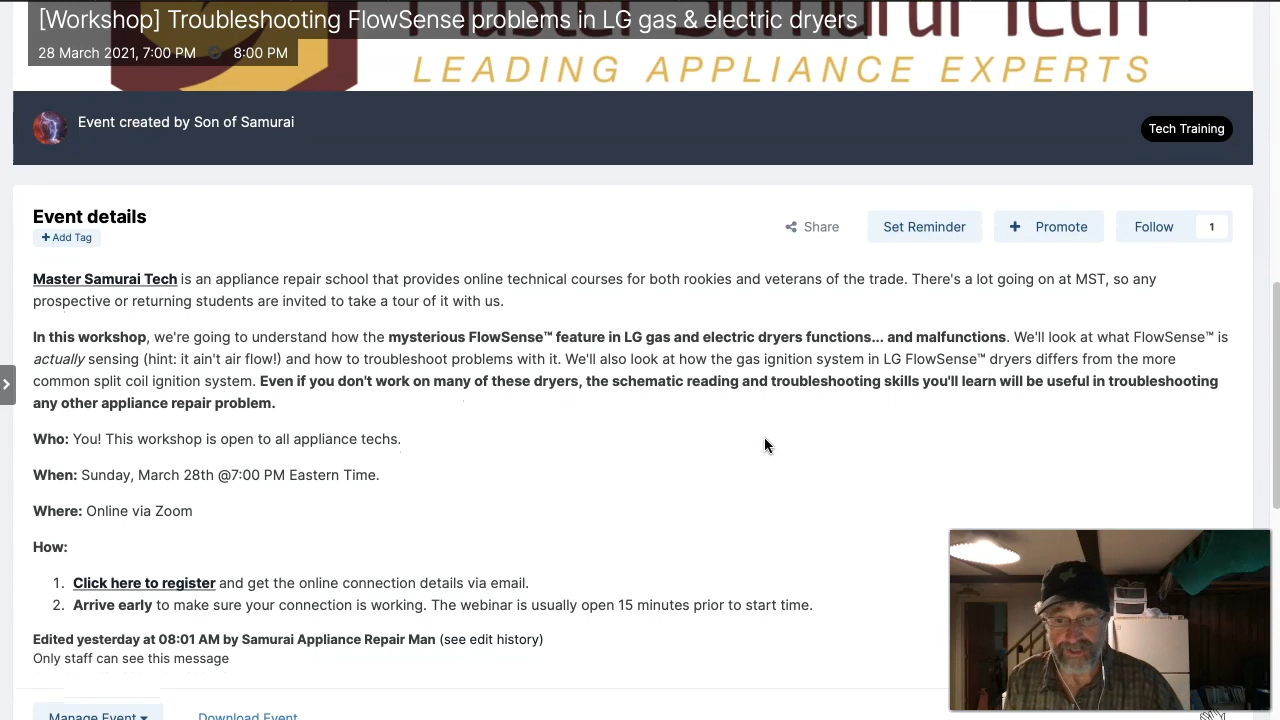 [Workshop] Troubleshooting FlowSense problems in LG gas & electric dryers
28 March 2021, 7:00 PM 8:00 PM
LEADING APPLIANCE EXPERTS
Event created by Son of Samurai
Tech Training
Event details
+ Add Tag
Share
Set Reminder
+ Promote
Follow 1
Master Samurai Tech is an appliance repair school that provides online technical courses for both rookies and veterans of the trade. There's a lot going on at MST, so any
prospective or returning students are invited to take a tour of it with us.
In this workshop, we're going to understand how the mysterious FlowSense™ feature in LG gas and electric dryers functions... and malfunctions. We'll look at what FlowSense™ is
actually sensing (hint: it ain't air flow!) and how to troubleshoot problems with it. We'll also look at how the gas ignition system in LG FlowSense™ dryers differs from the more
common split coil ignition system. Even if you don't work on many of these dryers, the schematic reading and troubleshooting skills you'll learn will be useful in troubleshooting
any other appliance repair problem.
Who: You! This workshop is open to all appliance techs.
When: Sunday, March 28th @7:00 PM Eastern Time.
Where: Online via Zoom
How:
1. Click here to register and get the online connection details via email.
2. Arrive early to make sure your connection is working. The webinar is usually open 15 minutes prior to start time.
Edited yesterday at 08:01 AM by Samurai Appliance Repair Man (see edit history)
Only staff can see this message
Manage Event
Download Event